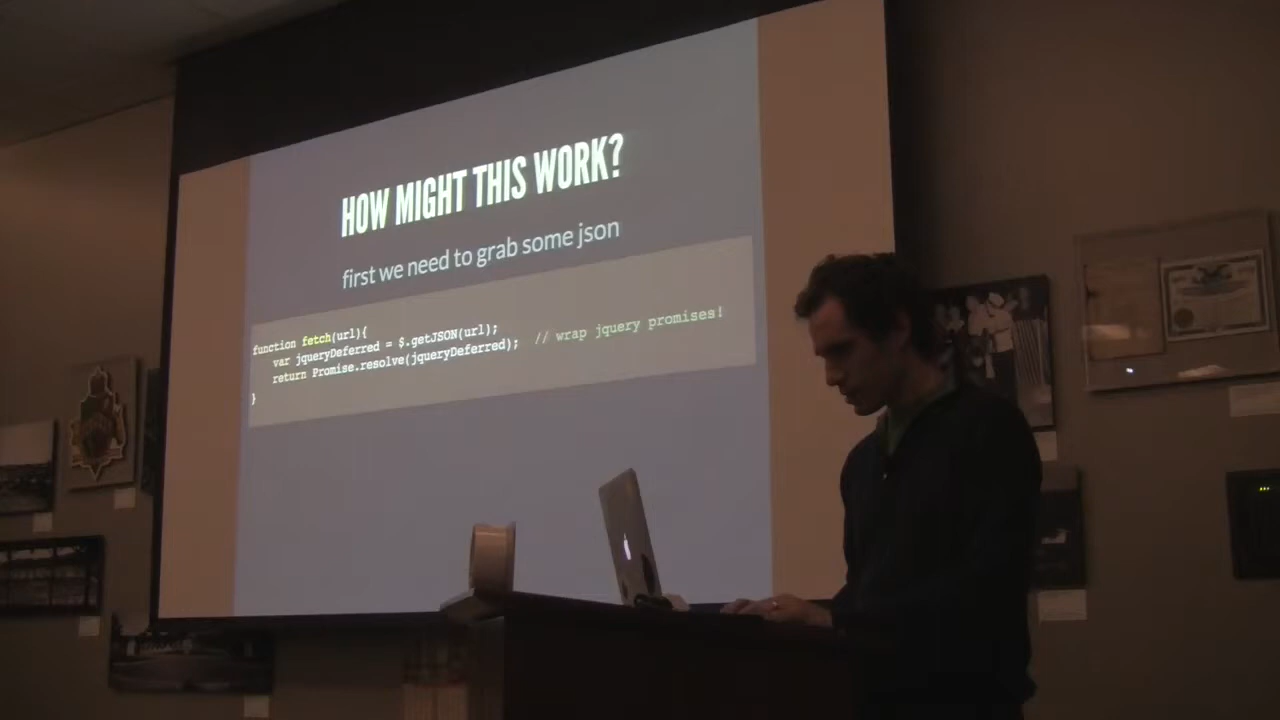 HOW MIGHT THIS WORK?
first we need to grab some json
function fetch(url){
var jqueryDeferred = $.getJSON(url);
return Promise.resolve(jqueryDeferred); // wrap jquery promises!
}